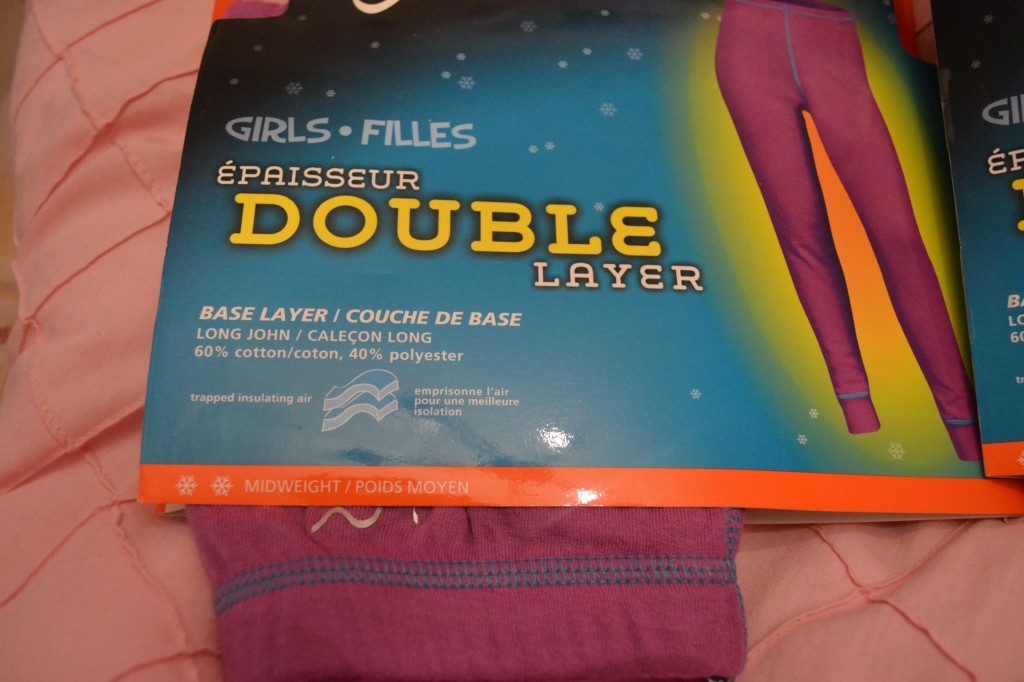 GIRLS • FILLES
ÉPAISSEUR
DOUBLE
LAYER
BASE LAYER / COUCHE DE BASE
LONG JOHN / CALEÇON LONG
60% cotton/coton, 40% polyester
trapped insulating air
emprisonne l'air
pour une meilleure
isolation
MIDWEIGHT / POIDS MOYEN